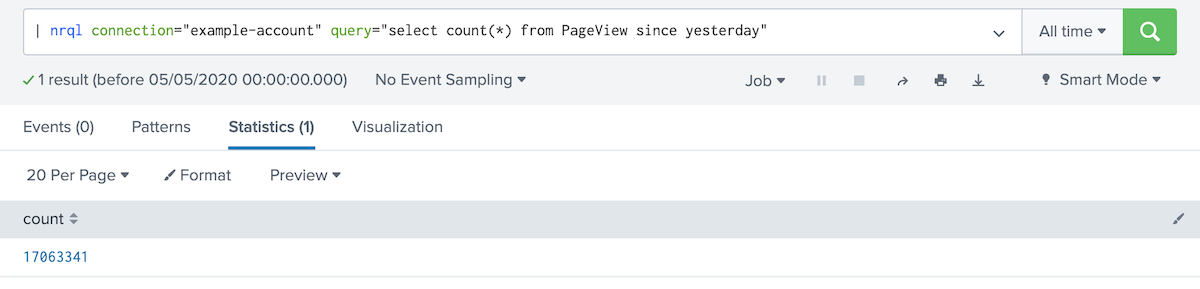 | nrql connection="example-account" query="select count(*) from PageView since yesterday"
All time
1 result (before 05/05/2020 00:00:00.000)
No Event Sampling
Job
Smart Mode
Events (0)
Patterns
Statistics (1)
Visualization
20 Per Page
Format
Preview
count
17063341